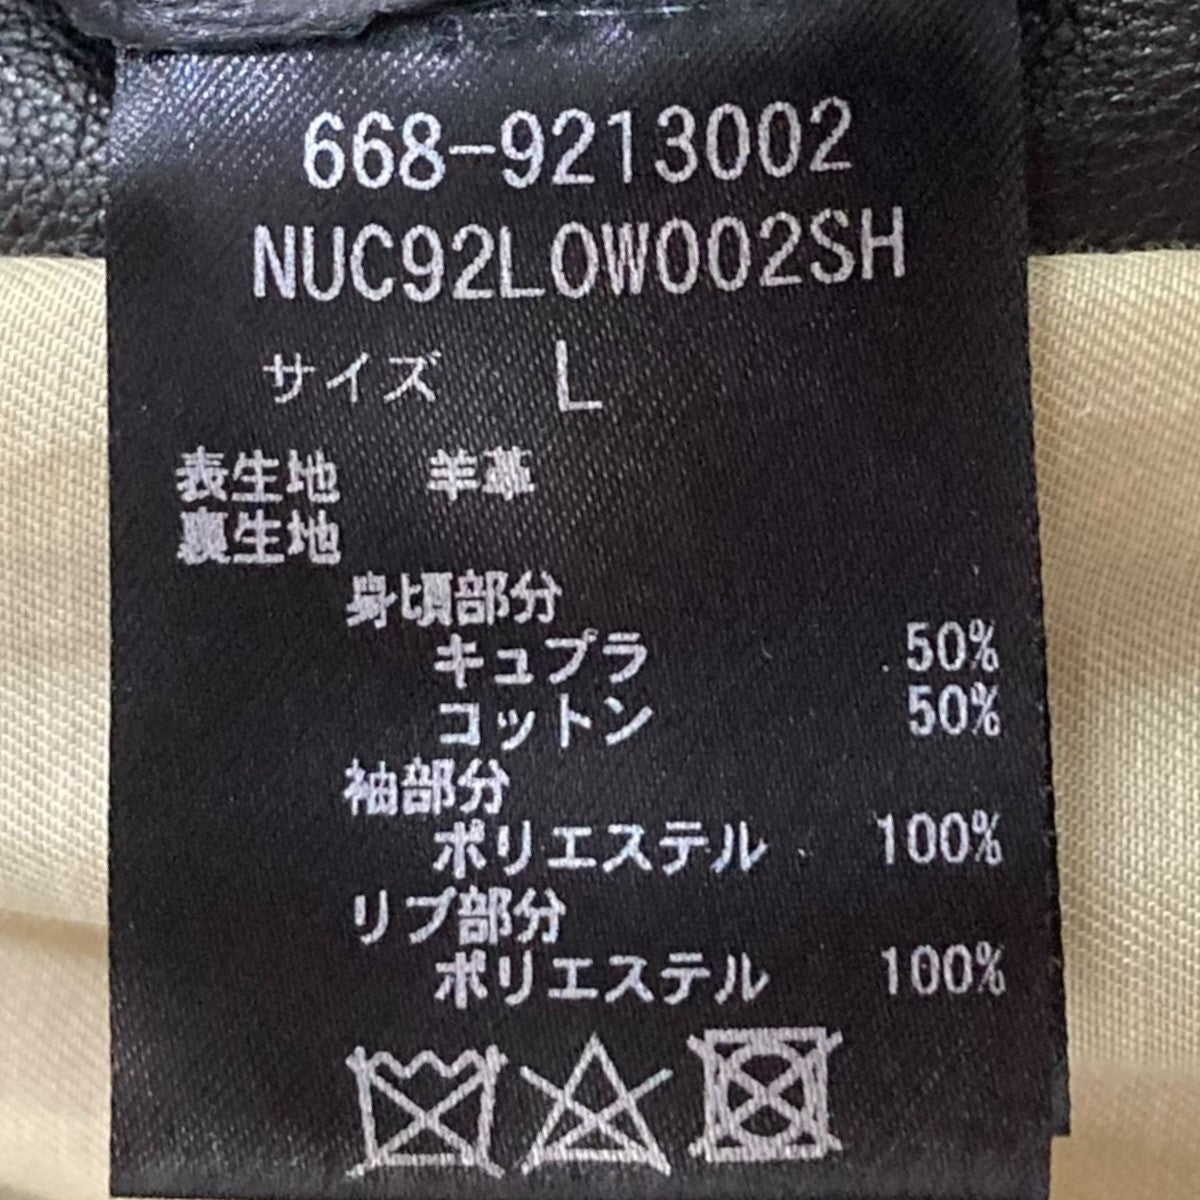 668-9213002
NUC92LOW002SH
サイズ L
表生地 羊革
裏生地
身頃部分
キュプラ 50%
コットン 50%
袖部分
ポリエステル 100%
リブ部分
ポリエステル 100%